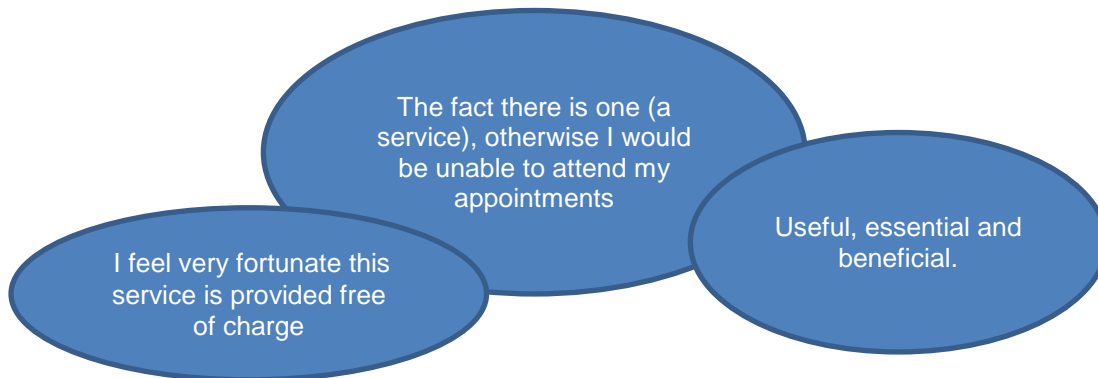 The fact there is one (a
service), otherwise I would
be unable to attend my
appointments
Useful, essential and
beneficial.
I feel very fortunate this
service is provided free
of charge